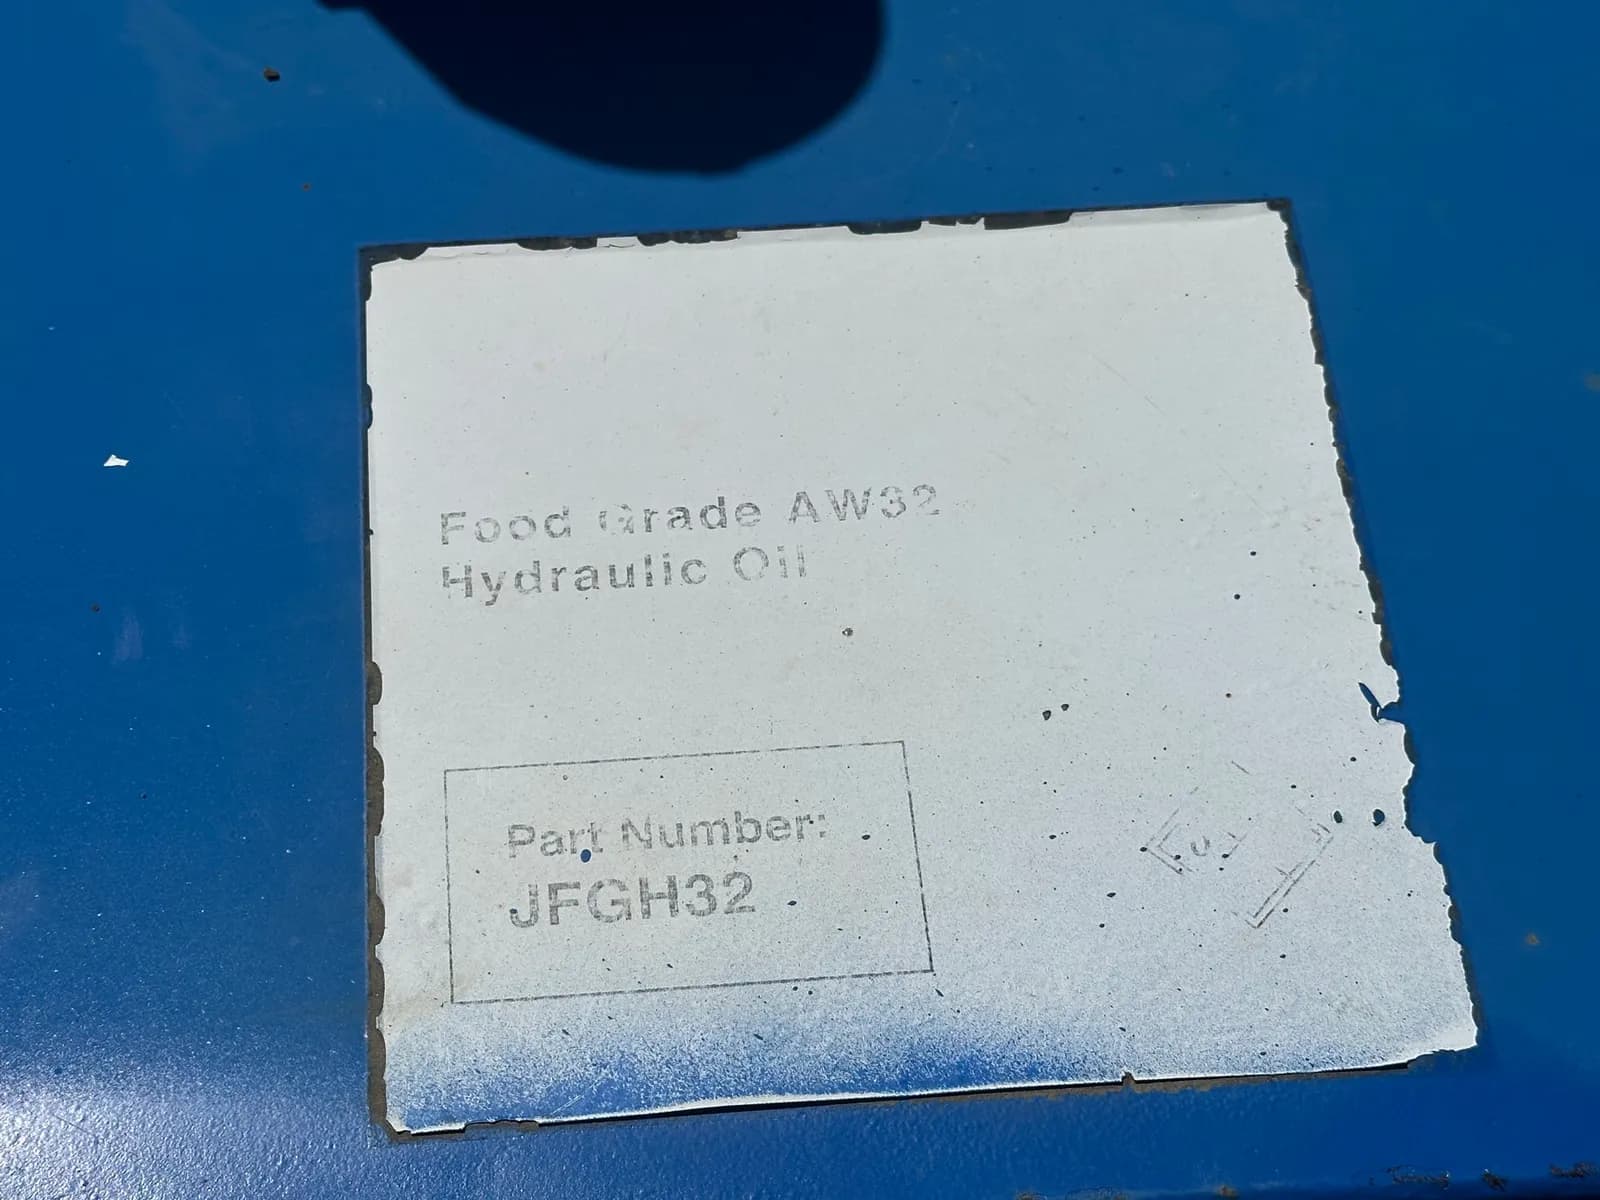 Food Grade AW32
Hydraulic Oil
Part Number:
JFGH32